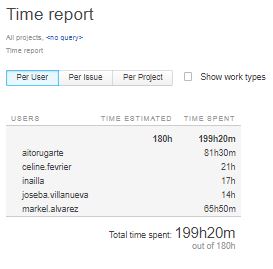 Time report
All projects, <no query>
Time report
Per User Per Issue Per Project Show work types
USERS TIME ESTIMATED TIME SPENT
180h 199h20m
aitorugarte 81h30m
celine.fevrier 21h
inailla 17h
joseba.villanueva 14h
markel.alvarez 65h50m
Total time spent: 199h20m
out of 180h